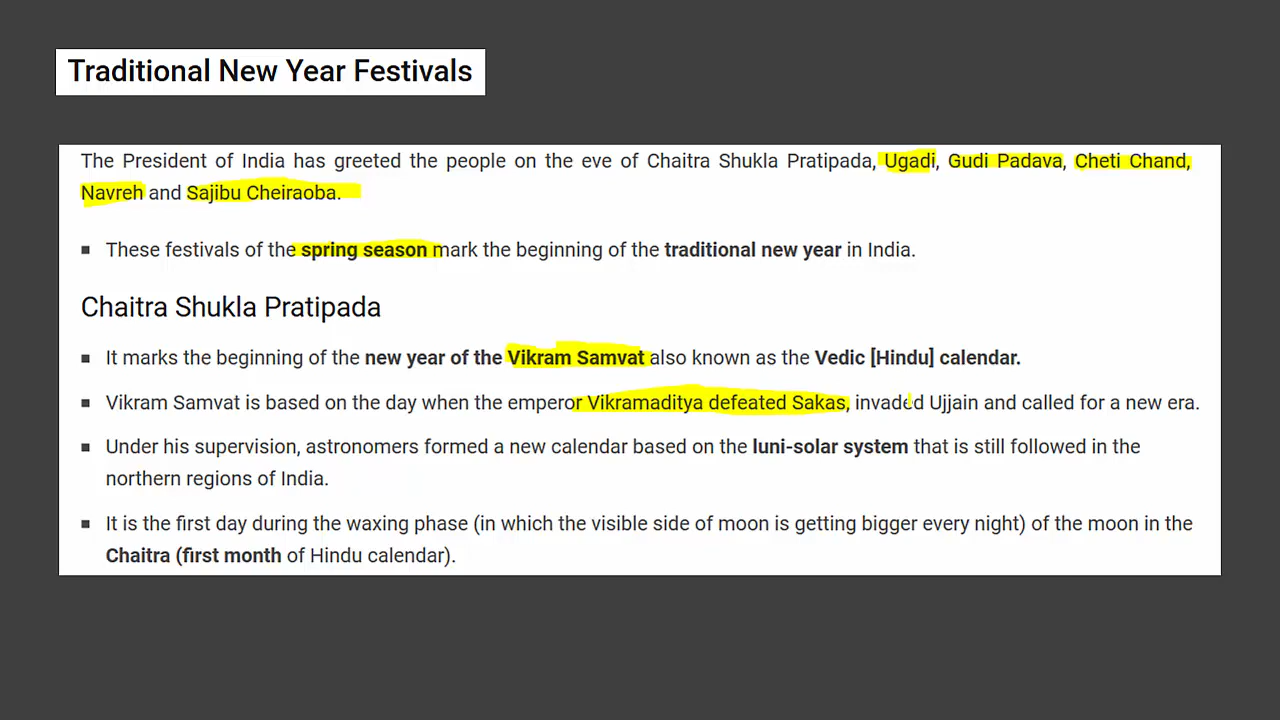 Traditional New Year Festivals
The President of India has greeted the people on the eve of Chaitra Shukla Pratipada, Ugadi, Gudi Padava, Cheti Chand,
Navreh and Sajibu Cheiraoba.
These festivals of the spring season mark the beginning of the traditional new year in India.
Chaitra Shukla Pratipada
It marks the beginning of the new year of the Vikram Samvat also known as the Vedic [Hindu] calendar.
Vikram Samvat is based on the day when the emperor Vikramaditya defeated Sakas, invaded Ujjain and called for a new era.
Under his supervision, astronomers formed a new calendar based on the luni-solar system that is still followed in the
northern regions of India.
It is the first day during the waxing phase (in which the visible side of moon is getting bigger every night) of the moon in the
Chaitra (first month of Hindu calendar).